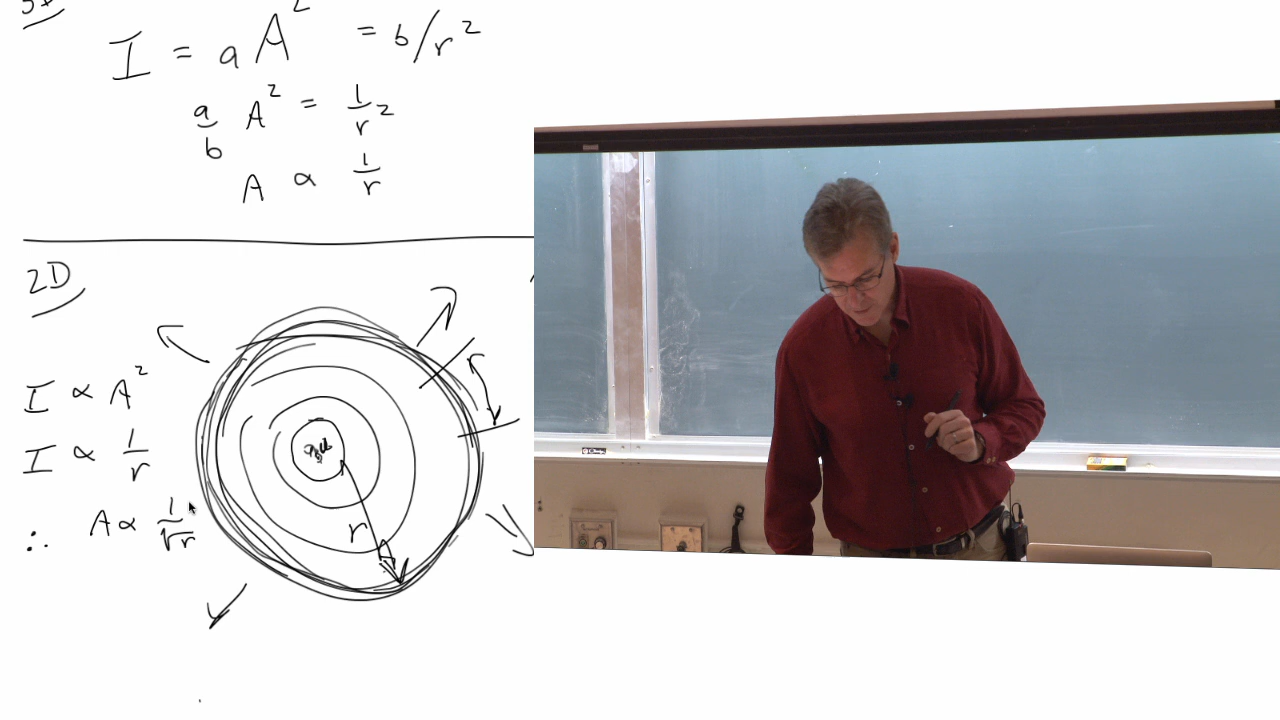 3D
I = a A² = b/r²
a/b A² = 1/r²
A ∝ 1/r
2D
r
I ∝ A²
I ∝ 1/r
r
∴ A ∝ 1/√r